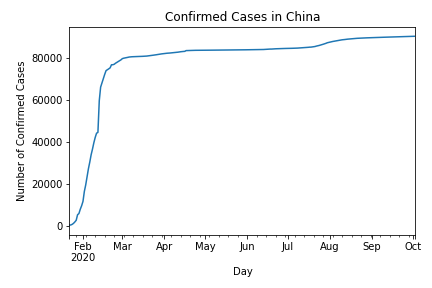 Confirmed Cases in China
Number of Confirmed Cases
80000
60000
40000
20000
0
Feb Mar Apr May Jun Jul Aug Sep Oct
2020
Day